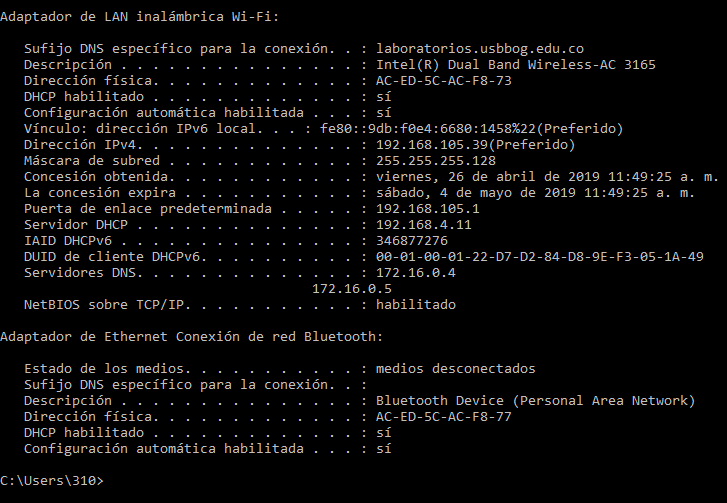 Adaptador de LAN inalámbrica Wi-Fi:
Sufijo DNS específico para la conexión. . : laboratorios.usbbog.edu.co
Descripción . . . . . . . . . . . . . . . : Intel(R) Dual Band Wireless-AC 3165
Dirección física. . . . . . . . . . . . . : AC-ED-5C-AC-F8-73
DHCP habilitado . . . . . . . . . . . . . : sí
Configuración automática habilitada . . . : sí
Vínculo: dirección IPv6 local. . . : fe80::9db:f0e4:6680:1458%22(Preferido)
Dirección IPv4. . . . . . . . . . . . . . : 192.168.105.39(Preferido)
Máscara de subred . . . . . . . . . . . . : 255.255.255.128
Concesión obtenida. . . . . . . . . . . . : viernes, 26 de abril de 2019 11:49:25 a. m.
La concesión expira . . . . . . . . . . . : sábado, 4 de mayo de 2019 11:49:25 a. m.
Puerta de enlace predeterminada . . . . . : 192.168.105.1
Servidor DHCP . . . . . . . . . . . . . . : 192.168.4.11
IAID DHCPv6 . . . . . . . . . . . . . . . : 346877276
DUID de cliente DHCPv6. . . . . . . . . . : 00-01-00-01-22-D7-D2-84-D8-9E-F3-05-1A-49
Servidores DNS. . . . . . . . . . . . . . : 172.16.0.4
172.16.0.5
NetBIOS sobre TCP/IP. . . . . . . . . . . : habilitado
Adaptador de Ethernet Conexión de red Bluetooth:
Estado de los medios. . . . . . . . . . . : medios desconectados
Sufijo DNS específico para la conexión. . :
Descripción . . . . . . . . . . . . . . . : Bluetooth Device (Personal Area Network)
Dirección física. . . . . . . . . . . . . : AC-ED-5C-AC-F8-77
DHCP habilitado . . . . . . . . . . . . . : sí
Configuración automática habilitada . . . : sí
C:\Users\310>